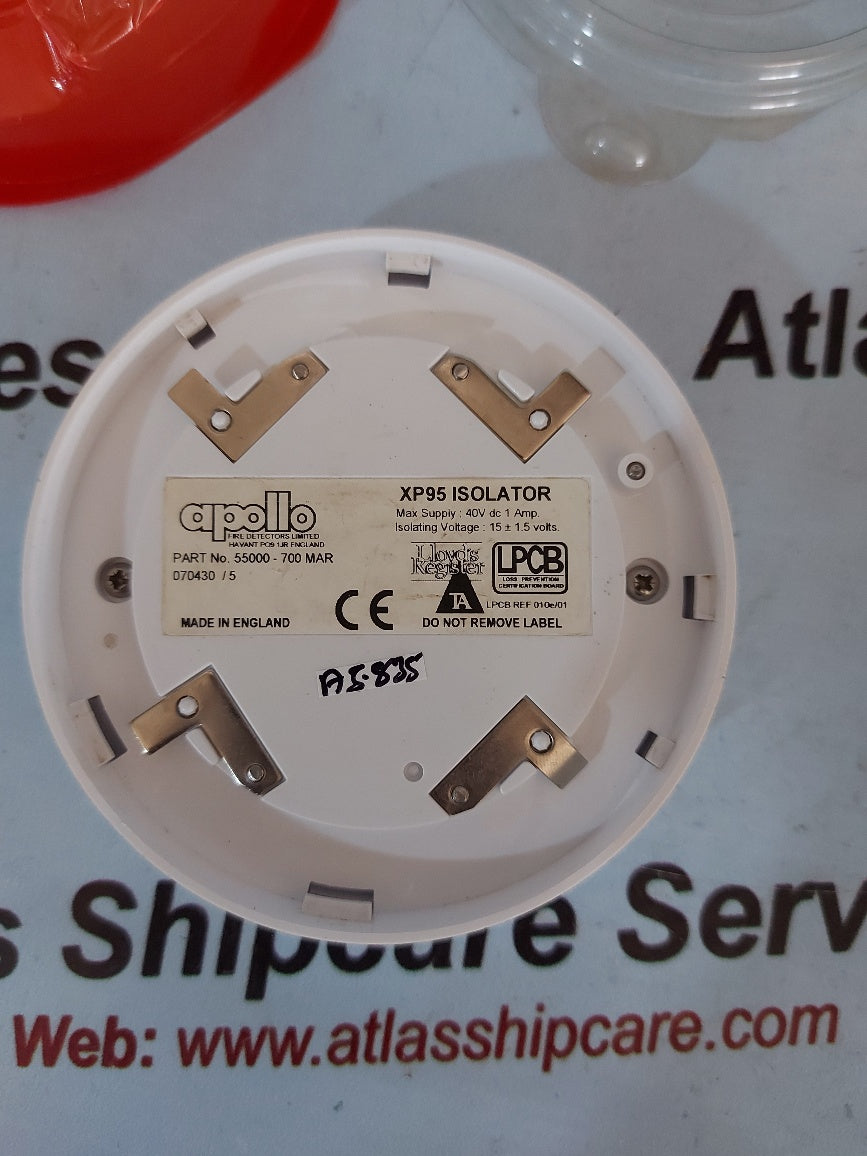 Atl
es
apollo
FIRE DETECTORS LIMITED
HAVANT PO9 1JR ENGLAND
PART No. 55000 - 700 MAR
070430 / 5
MADE IN ENGLAND
CE
XP95 ISOLATOR
Max Supply : 40V dc 1 Amp.
Isolating Voltage : 15 ± 1.5 volts.
Lloyd's
Register
TA
LPCB
LOSS PREVENTION
CERTIFICATION BOARD
LPCB REF 010e/01
DO NOT REMOVE LABEL
AS-835
s Shipcare Serv
Web: www.atlasshipcare.com